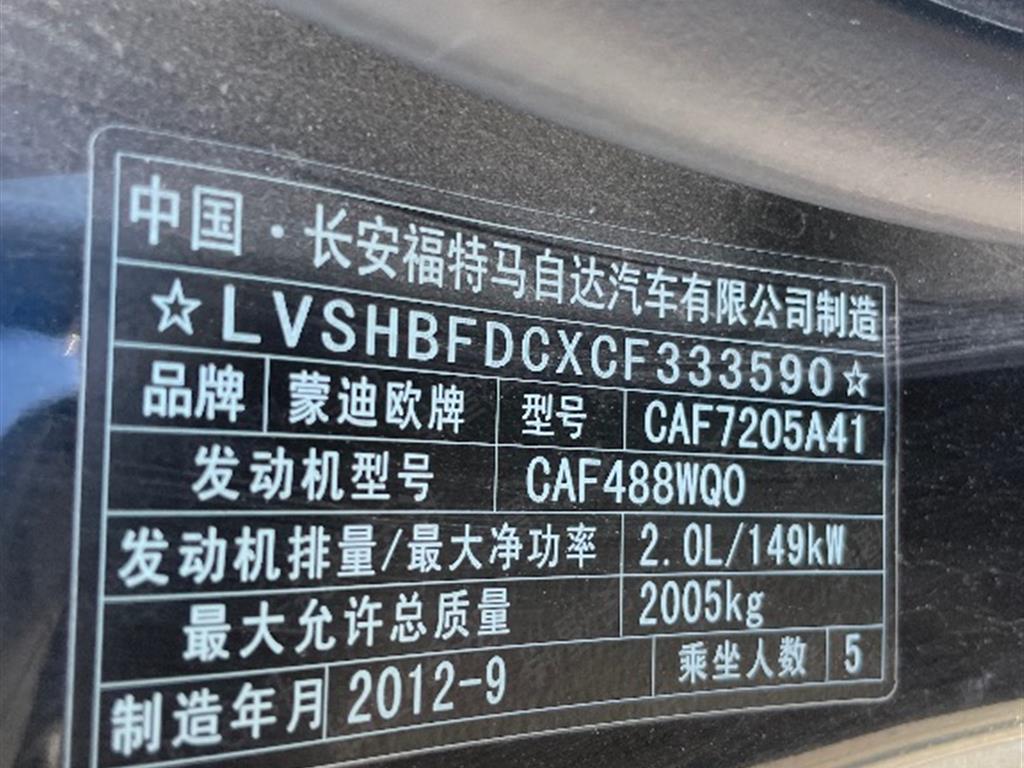 中国·长安福特马自达汽车有限公司制造
☆LVSHBFDCXCF333590☆
品牌 蒙迪欧牌 型号 CAF7205A41
发动机型号 CAF488WQ0
发动机排量/最大净功率 2.0L/149kW
最大允许总质量 2005kg
制造年月 2012-9 乘坐人数 5